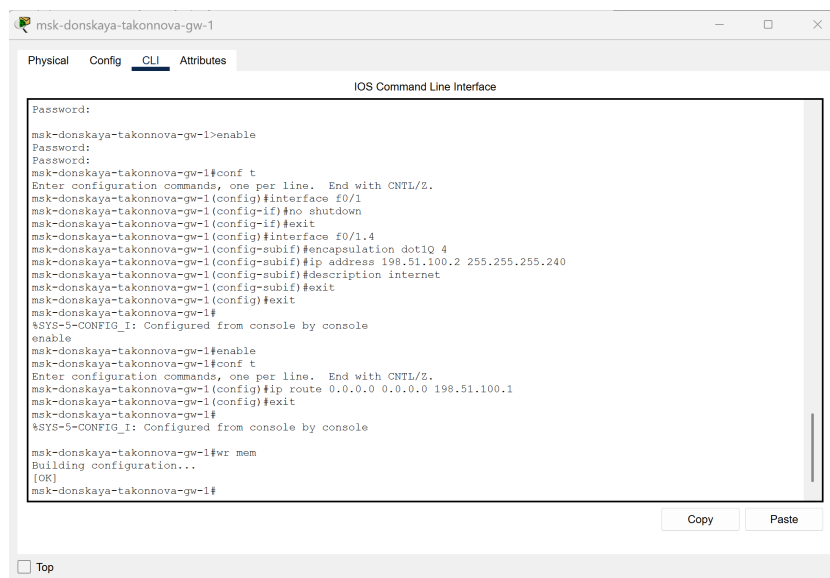 msk-donskaya-takonnova-gw-1
Physical Config CLI Attributes
IOS Command Line Interface
Password:
msk-donskaya-takonnova-gw-1>enable
Password:
Password:
msk-donskaya-takonnova-gw-1#conf t
Enter configuration commands, one per line.  End with CNTL/Z.
msk-donskaya-takonnova-gw-1(config)#interface f0/1
msk-donskaya-takonnova-gw-1(config-if)#no shutdown
msk-donskaya-takonnova-gw-1(config-if)#exit
msk-donskaya-takonnova-gw-1(config)#interface f0/1.4
msk-donskaya-takonnova-gw-1(config-subif)#encapsulation dot1Q 4
msk-donskaya-takonnova-gw-1(config-subif)#ip address 198.51.100.2 255.255.255.240
msk-donskaya-takonnova-gw-1(config-subif)#description internet
msk-donskaya-takonnova-gw-1(config-subif)#exit
msk-donskaya-takonnova-gw-1(config)#exit
msk-donskaya-takonnova-gw-1#
%SYS-5-CONFIG_I: Configured from console by console
enable
msk-donskaya-takonnova-gw-1#enable
msk-donskaya-takonnova-gw-1#conf t
Enter configuration commands, one per line.  End with CNTL/Z.
msk-donskaya-takonnova-gw-1(config)#ip route 0.0.0.0 0.0.0.0 198.51.100.1
msk-donskaya-takonnova-gw-1(config)#exit
msk-donskaya-takonnova-gw-1#
%SYS-5-CONFIG_I: Configured from console by console
msk-donskaya-takonnova-gw-1#wr mem
Building configuration...
[OK]
msk-donskaya-takonnova-gw-1#
Copy Paste
Top